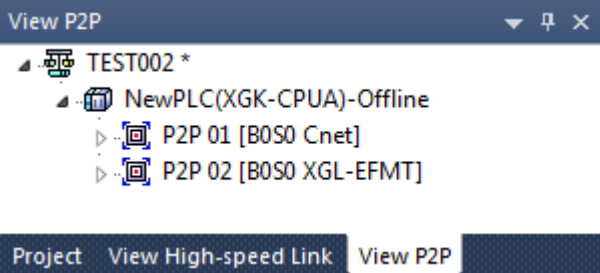 View P2P
TEST002 *
NewPLC(XGK-CPUA)-Offline
P2P 01 [B0S0 Cnet]
P2P 02 [B0S0 XGL-EFMT]
Project View High-speed Link View P2P